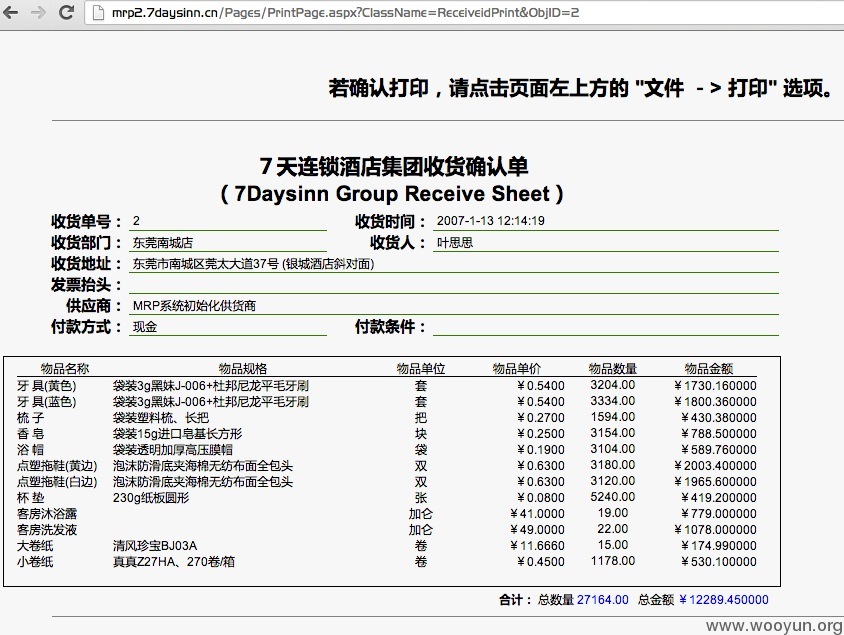 mrp2.7daysinn.cn/Pages/PrintPage.aspx?ClassName=ReceiveidPrint&ObjID=2
若确认打印，请点击页面左上方的 "文件 -> 打印" 选项。
7天连锁酒店集团收货确认单
( 7Daysinn Group Receive Sheet )
收货单号： 2 收货时间： 2007-1-13 12:14:19
收货部门： 东莞南城店 收货人： 叶思思
收货地址： 东莞市南城区莞太大道37号 (银城酒店斜对面)
发票抬头：
供应商： MRP系统初始化供货商
付款方式： 现金 付款条件：
物品名称 物品规格 物品单位 物品单价 物品数量 物品金额
牙 具(黄色) 袋装3g黑妹J-006+杜邦尼龙平毛牙刷 套 ￥0.5400 3204.00 ￥1730.160000
牙 具(蓝色) 袋装3g黑妹J-006+杜邦尼龙平毛牙刷 套 ￥0.5400 3334.00 ￥1800.360000
梳 子 袋装塑料梳、长把 把 ￥0.2700 1594.00 ￥430.380000
香 皂 袋装15g进口皂基长方形 块 ￥0.2500 3154.00 ￥788.500000
浴 帽 袋装透明加厚高压膜帽 袋 ￥0.1900 3104.00 ￥589.760000
点塑拖鞋(黄边) 泡沫防滑底夹海棉无纺布面全包头 双 ￥0.6300 3180.00 ￥2003.400000
点塑拖鞋(白边) 泡沫防滑底夹海棉无纺布面全包头 双 ￥0.6300 3120.00 ￥1965.600000
杯 垫 230g纸板圆形 张 ￥0.0800 5240.00 ￥419.200000
客房沐浴露 加仑 ￥41.0000 19.00 ￥779.000000
客房洗发液 加仑 ￥49.0000 22.00 ￥1078.000000
大卷纸 清风珍宝BJ03A 卷 ￥11.6660 15.00 ￥174.990000
小卷纸 真真Z27HA、270卷/箱 卷 ￥0.4500 1178.00 ￥530.100000
合计： 总数量 27164.00 总金额 ￥12289.450000
www.wooyun.org